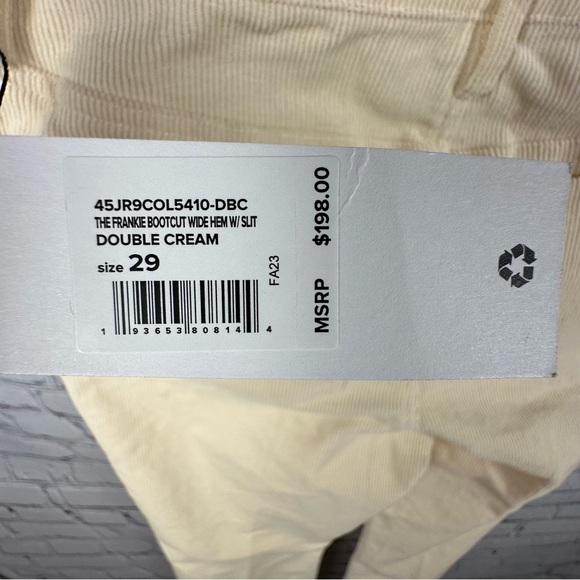 45JR9COL5410-DBC
THE FRANKIE BOOTCUT WIDE HEM W/ SLIT
DOUBLE CREAM
size 29
FA23
1 93653 80814 4
MSRP $198.00